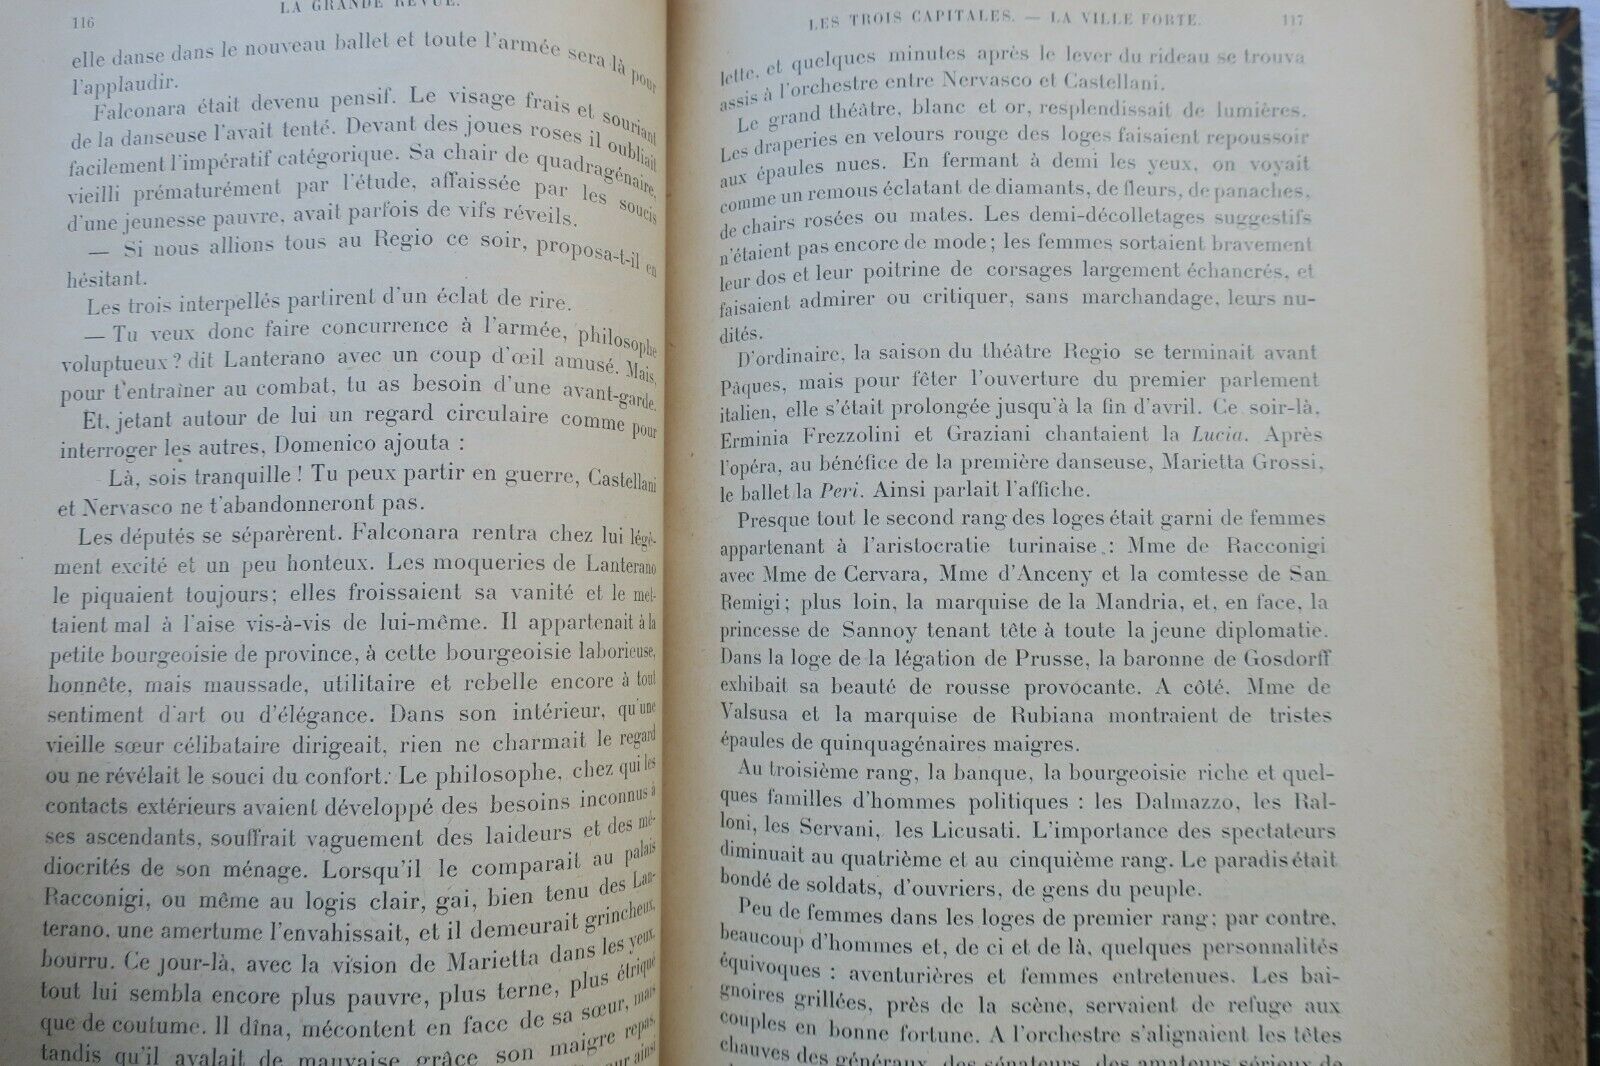 116
LA GRANDE REVUE.
elle danse dans le nouveau ballet et toute l'armée sera là pour
l'applaudir.
Falconara était devenu pensif. Le visage frais et souriant
de la danseuse l'avait tenté. Devant des joues roses il oubliait
facilement l'impératif catégorique. Sa chair de quadragénaire,
vieilli prématurément par l'étude, affaissée par les soucis
d'une jeunesse pauvre, avait parfois de vifs réveils.
— Si nous allions tous au Regio ce soir, proposa-t-il en
hésitant.
Les trois interpellés partirent d'un éclat de rire.
— Tu veux donc faire concurrence à l'armée, philosophe
voluptueux? dit Lanterano avec un coup d'œil amusé. Mais,
pour t'entraîner au combat, tu as besoin d'une avant-garde.
Et, jetant autour de lui un regard circulaire comme pour
interroger les autres, Domenico ajouta :
Là, sois tranquille! Tu peux partir en guerre, Castellani
et Nervasco ne t'abandonneront pas.
Les députés se séparèrent. Falconara rentra chez lui légè-
ment excité et un peu honteux. Les moqueries de Lanterano
le piquaient toujours; elles froissaient sa vanité et le met-
taient mal à l'aise vis-à-vis de lui-même. Il appartenait à la
petite bourgeoisie de province, à cette bourgeoisie laborieuse,
honnête, mais maussade, utilitaire et rebelle encore à tout
sentiment d'art ou d'élégance. Dans son intérieur, qu'une
vieille sœur célibataire dirigeait, rien ne charmait le regard
ou ne révélait le souci du confort. Le philosophe, chez qui les
contacts extérieurs avaient développé des besoins inconnus à
ses ascendants, souffrait vaguement des laideurs et des mé-
diocrités de son ménage. Lorsqu'il le comparait au palais
Racconigi, ou même au logis clair, gai, bien tenu des Lan-
terano, une amertume l'envahissait, et il demeurait grincheux,
bourru. Ce jour-là, avec la vision de Marietta dans les yeux,
tout lui sembla encore plus pauvre, plus terne, plus étriqué
que de coutume. Il dîna, mécontent en face de sa sœur, mais
tandis qu'il avalait de mauvaise grâce son maigre repas,
ainsi
LES TROIS CAPITALES. — LA VILLE FORTE.
117
lette, et quelques minutes après le lever du rideau se trouva
assis à l'orchestre entre Nervasco et Castellani.
Le grand théâtre, blanc et or, resplendissait de lumières.
Les draperies en velours rouge des loges faisaient repoussoir
aux épaules nues. En fermant à demi les yeux, on voyait
comme un remous éclatant de diamants, de fleurs, de panaches,
de chairs rosées ou mates. Les demi-décolletages suggestifs
n'étaient pas encore de mode; les femmes sortaient bravement
leur dos et leur poitrine de corsages largement échancrés, et
faisaient admirer ou critiquer, sans marchandage, leurs nu-
dités.
D'ordinaire, la saison du théâtre Regio se terminait avant
Pâques, mais pour fêter l'ouverture du premier parlement
italien, elle s'était prolongée jusqu'à la fin d'avril. Ce soir-là,
Erminia Frezzolini et Graziani chantaient la Lucia. Après
l'opéra, au bénéfice de la première danseuse, Marietta Grossi,
le ballet la Peri. Ainsi parlait l'affiche.
Presque tout le second rang des loges était garni de femmes
appartenant à l'aristocratie turinaise : Mme de Racconigi
avec Mme de Cervara, Mme d'Anceny et la comtesse de San
Remigi; plus loin, la marquise de la Mandria, et, en face, la
princesse de Sannoy tenant tête à toute la jeune diplomatie.
Dans la loge de la légation de Prusse, la baronne de Gosdorff
exhibait sa beauté de rousse provocante. A côté, Mme de
Valsusa et la marquise de Rubiana montraient de tristes
épaules de quinquagénaires maigres.
Au troisième rang, la banque, la bourgeoisie riche et quel-
ques familles d'hommes politiques : les Dalmazzo, les Ral-
loni, les Servani, les Licusati. L'importance des spectateurs
diminuait au quatrième et au cinquième rang. Le paradis était
bondé de soldats, d'ouvriers, de gens du peuple.
Peu de femmes dans les loges de premier rang; par contre,
beaucoup d'hommes et, de ci et de là, quelques personnalités
équivoques : aventurières et femmes entretenues. Les bai-
gnoires grillées, près de la scène, servaient de refuge aux
couples en bonne fortune. A l'orchestre s'alignaient les têtes
chauves des généraux, des sénateurs, des amateurs sérieux de